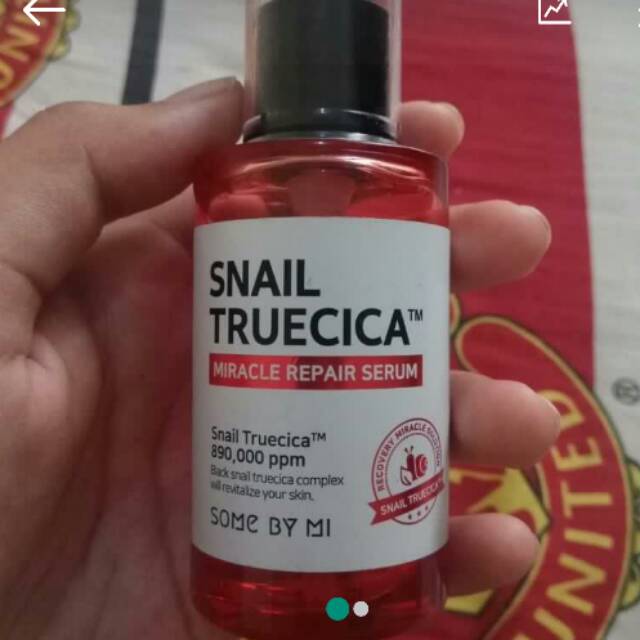 SNAIL
TRUECICA™
MIRACLE REPAIR SERUM
Snail Truecica™
890,000 ppm
Black snail truecica complex
will revitalize your skin.
SOME BY MI
RECOVERY MIRACLE SOLUTION
SNAIL TRUECICA
UNITED
®